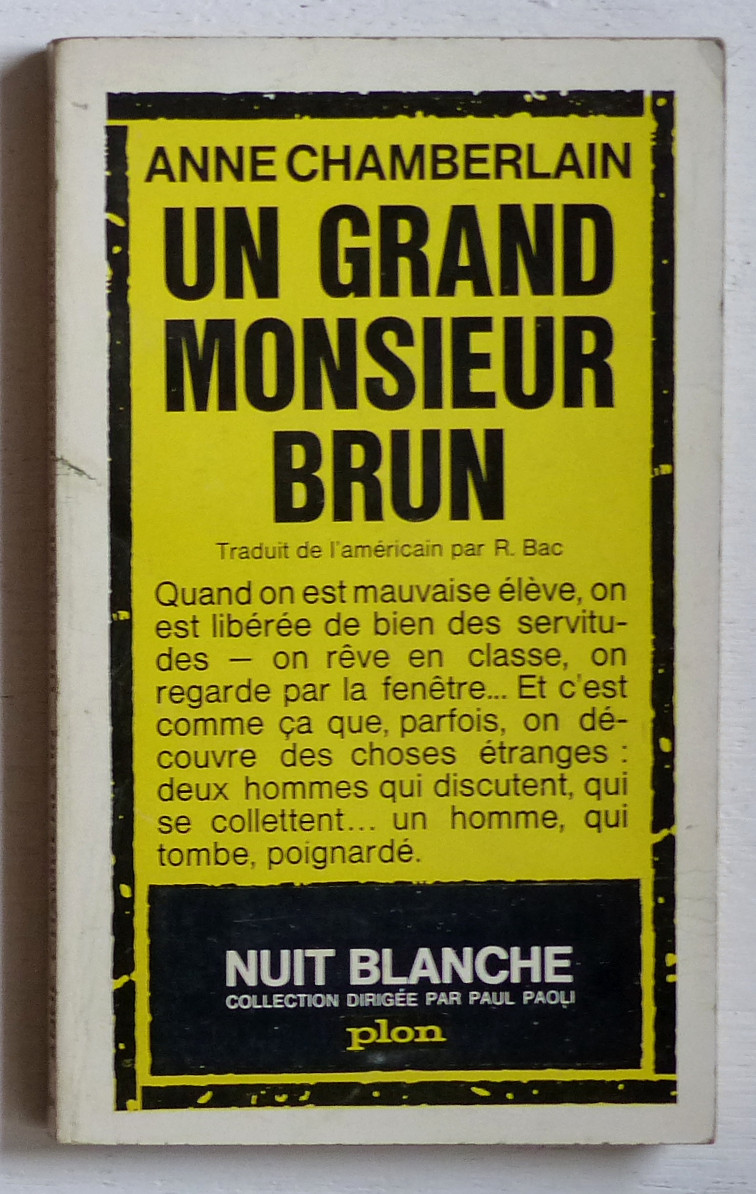 ANNE CHAMBERLAIN
UN GRAND
MONSIEUR
BRUN
Traduit de l'américain par R. Bac
Quand on est mauvaise élève, on
est libérée de bien des servitu-
des — on rêve en classe, on
regarde par la fenêtre... Et c'est
comme ça que, parfois, on dé-
couvre des choses étranges :
deux hommes qui discutent, qui
se collettent... un homme, qui
tombe, poignardé.
NUIT BLANCHE
COLLECTION DIRIGÉE PAR PAUL PAOLI
plon